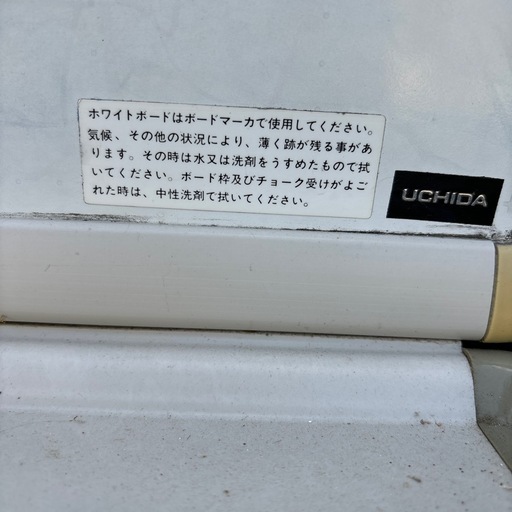 ホワイトボードはボードマーカで使用してください。
気候、その他の状況により、薄く跡が残る事があ
ります。その時は水又は洗剤をうすめたもので拭
いてください。ボード枠及びチョーク受けがよご
れた時は、中性洗剤で拭いてください。
UCHIDA